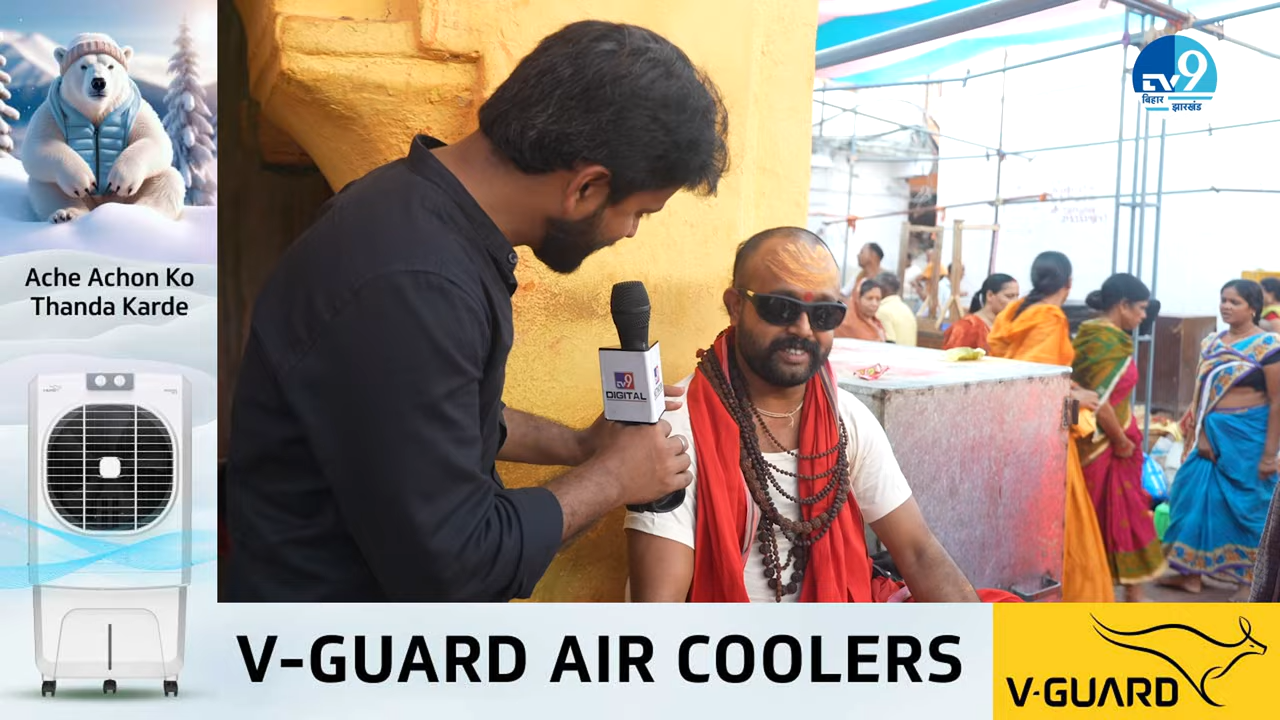 TV9
बिहार
झारखंड
Ache Achon Ko
Thanda Karde
TV9
DIGITAL
V-GUARD AIR COOLERS
V-GUARD